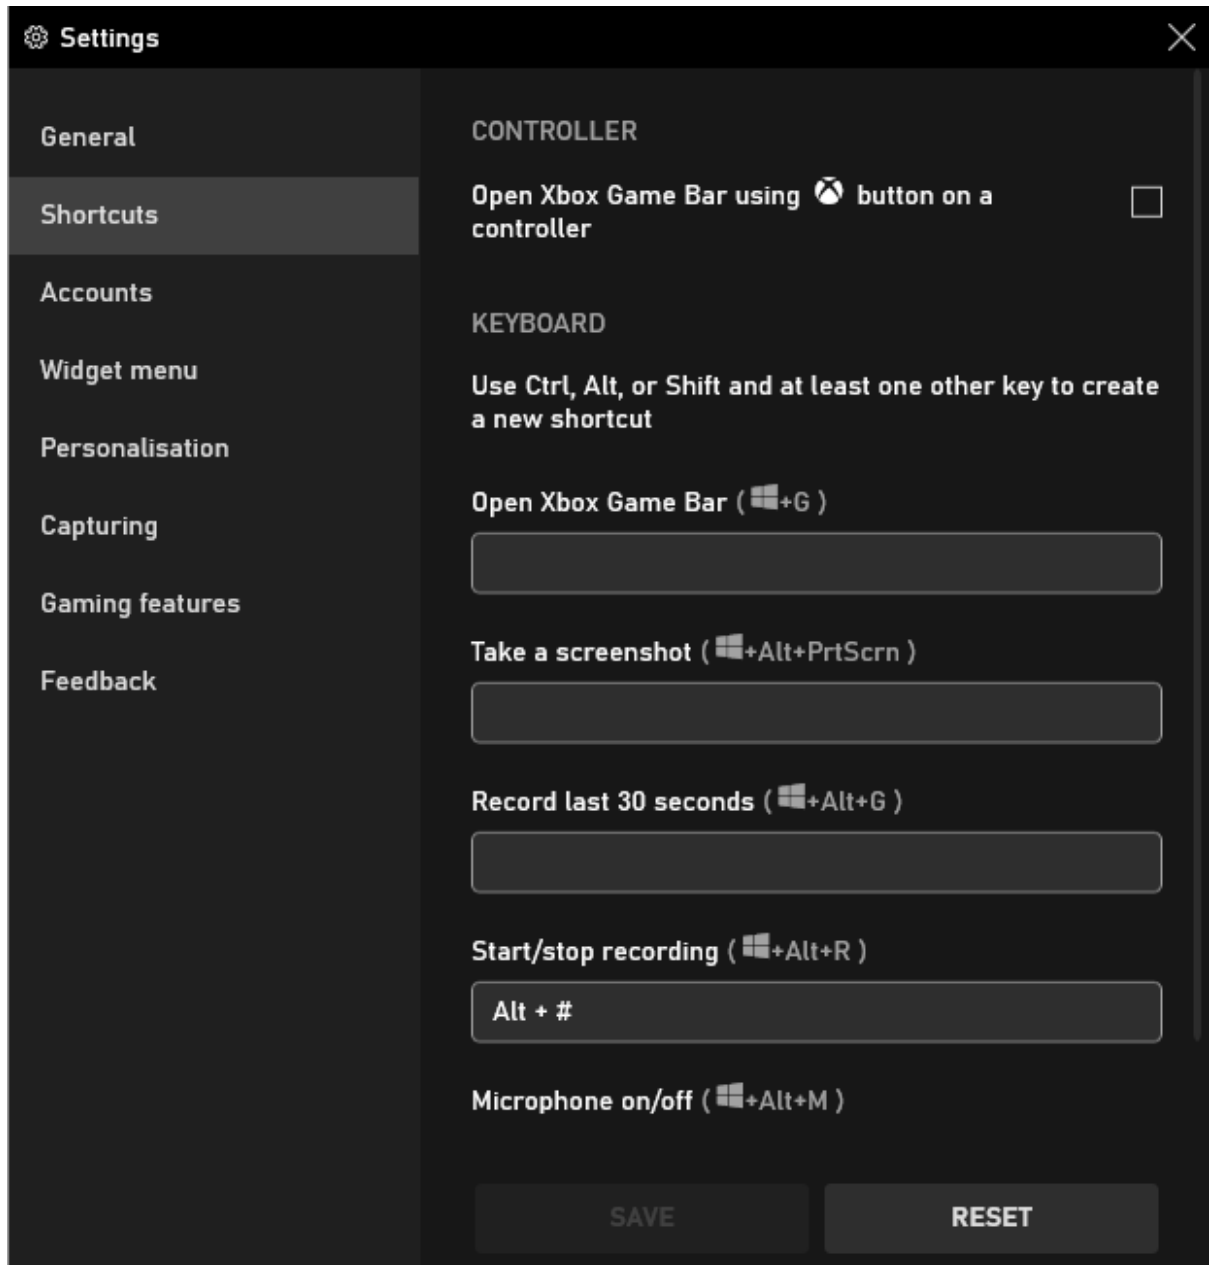 Settings
General
Shortcuts
Accounts
Widget menu
Personalisation
Capturing
Gaming features
Feedback
CONTROLLER
Open Xbox Game Bar using button on a
controller
KEYBOARD
Use Ctrl, Alt, or Shift and at least one other key to create
a new shortcut
Open Xbox Game Bar ( +G )
Take a screenshot ( +Alt+PrtScrn )
Record last 30 seconds ( +Alt+G )
Start/stop recording ( +Alt+R )
Alt + #
Microphone on/off ( +Alt+M )
SAVE
RESET